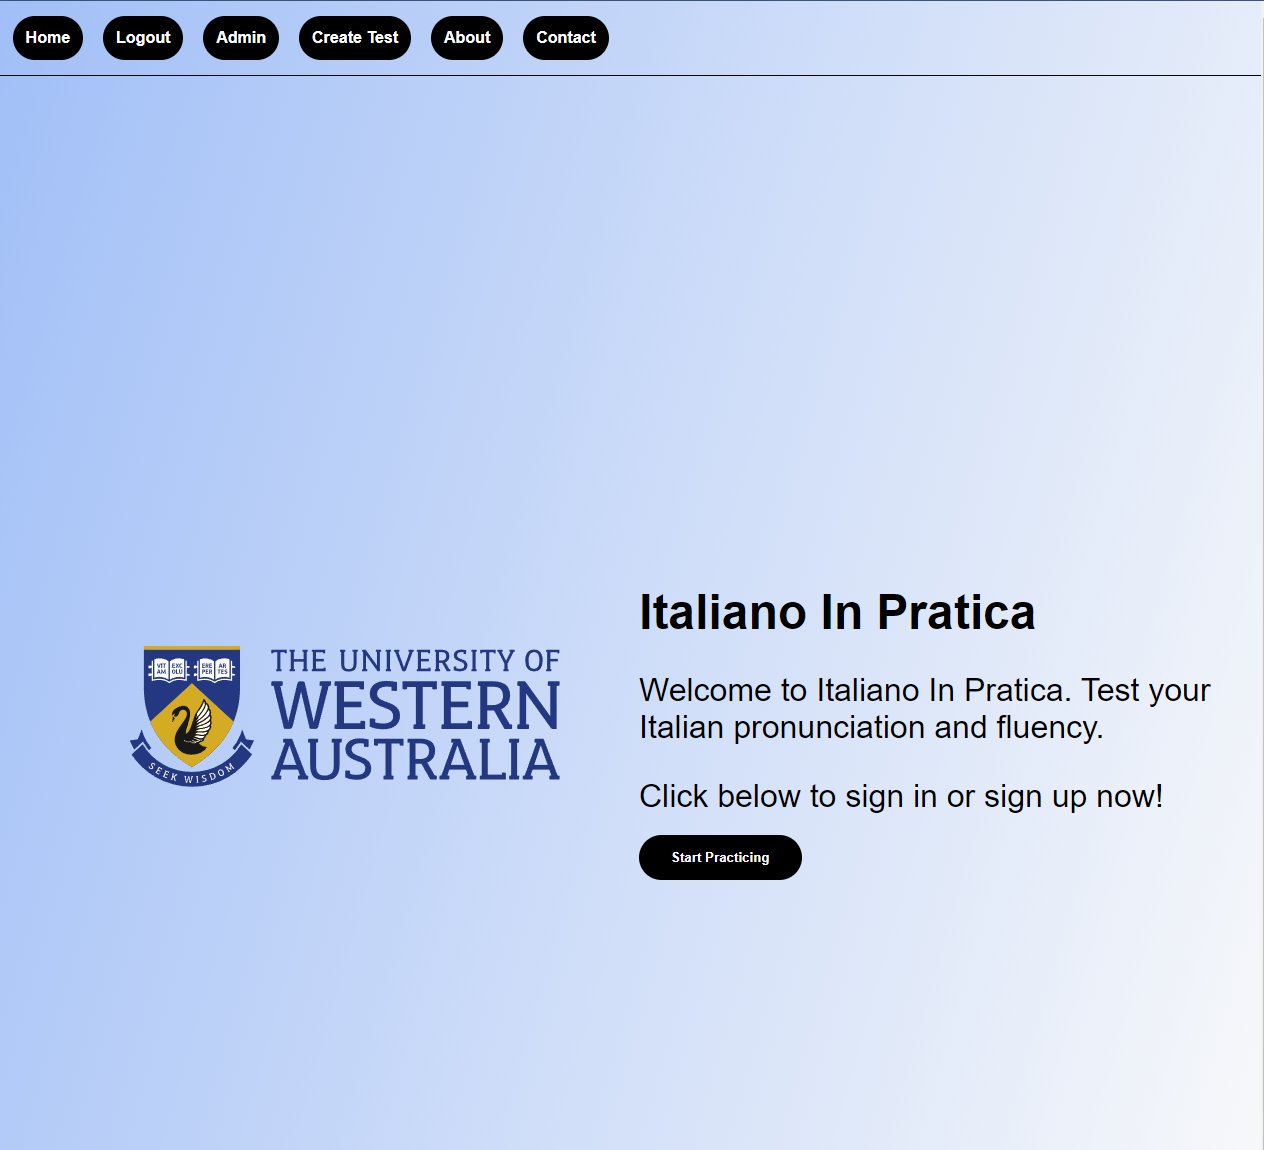 Home Logout Admin Create Test About Contact
Italiano In Pratica
VIT AM EXC OLU ERE PER AR TES
SEEK WISDOM
THE UNIVERSITY OF
WESTERN
AUSTRALIA
Welcome to Italiano In Pratica. Test your
Italian pronunciation and fluency.
Click below to sign in or sign up now!
Start Practicing